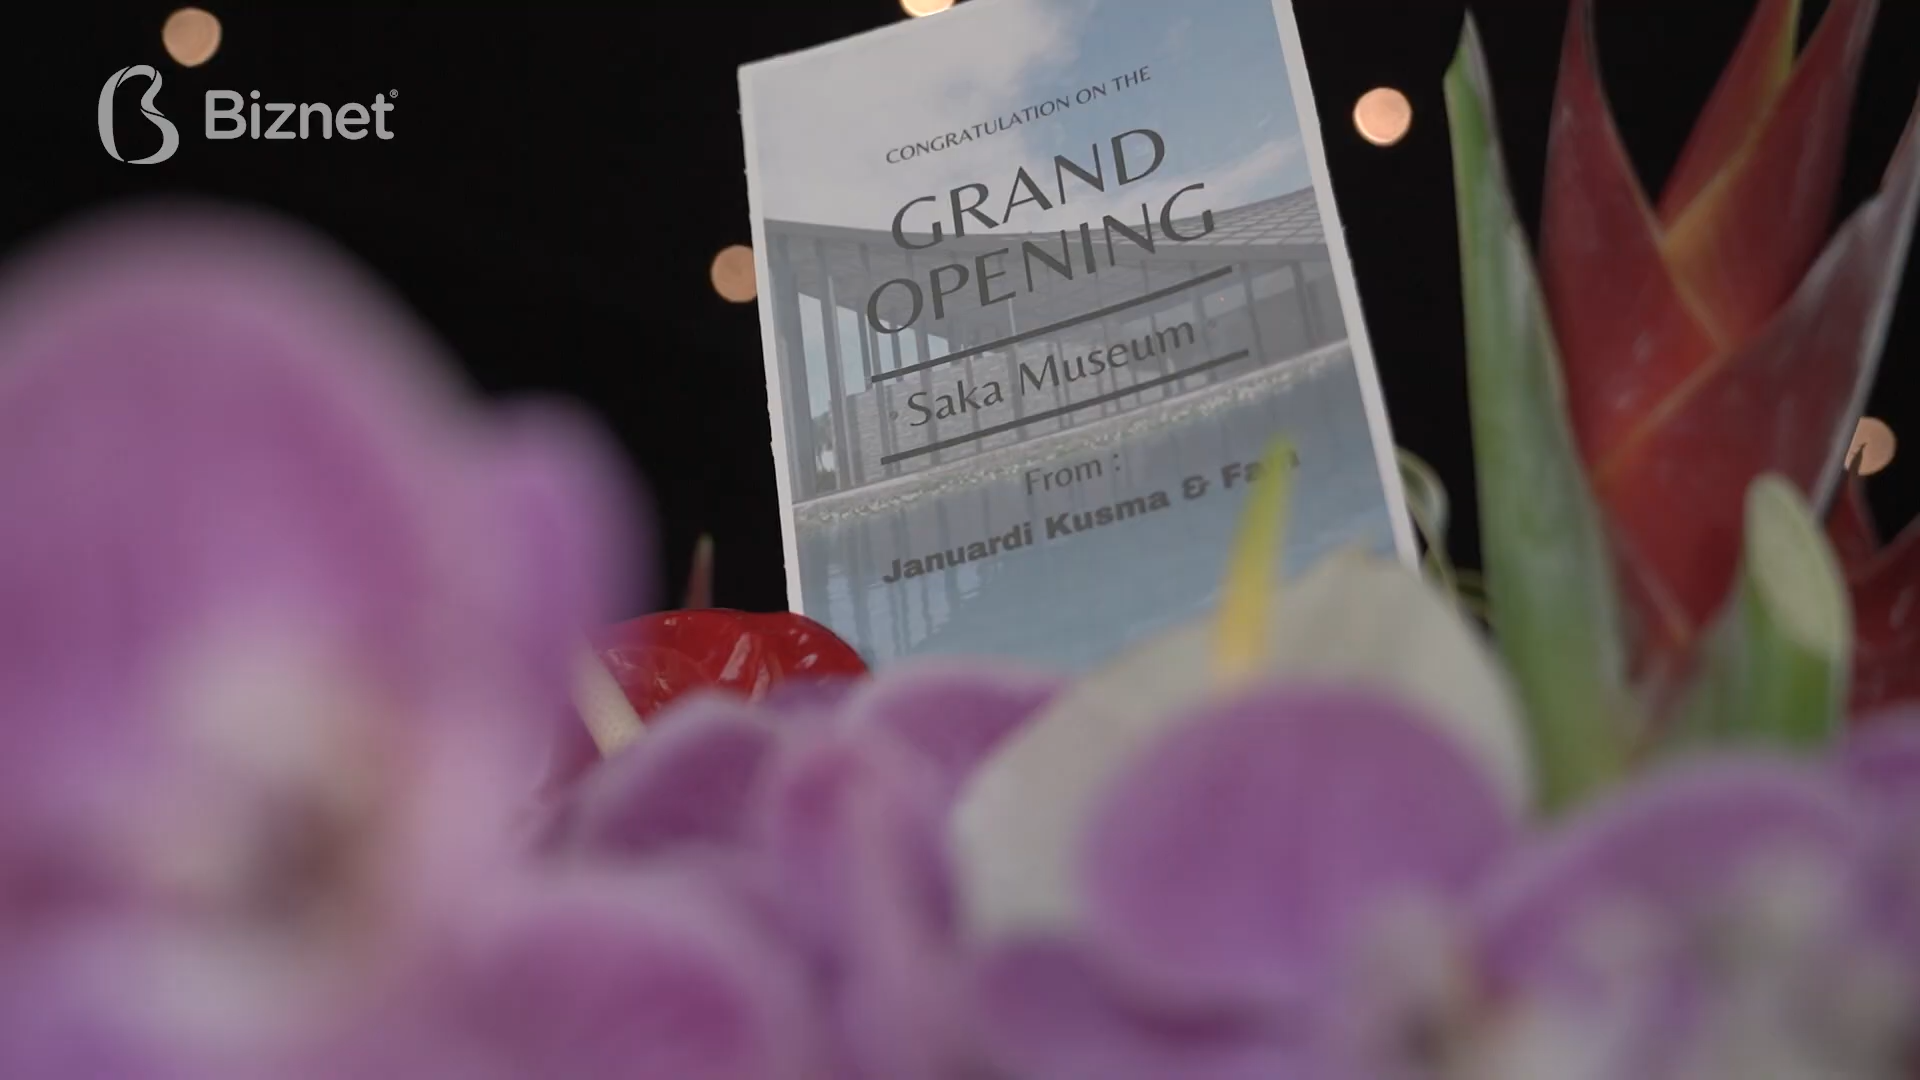 Biznet
CONGRATULATION ON THE
GRAND
OPENING
Saka Museum
From :
Januardi Kusma &